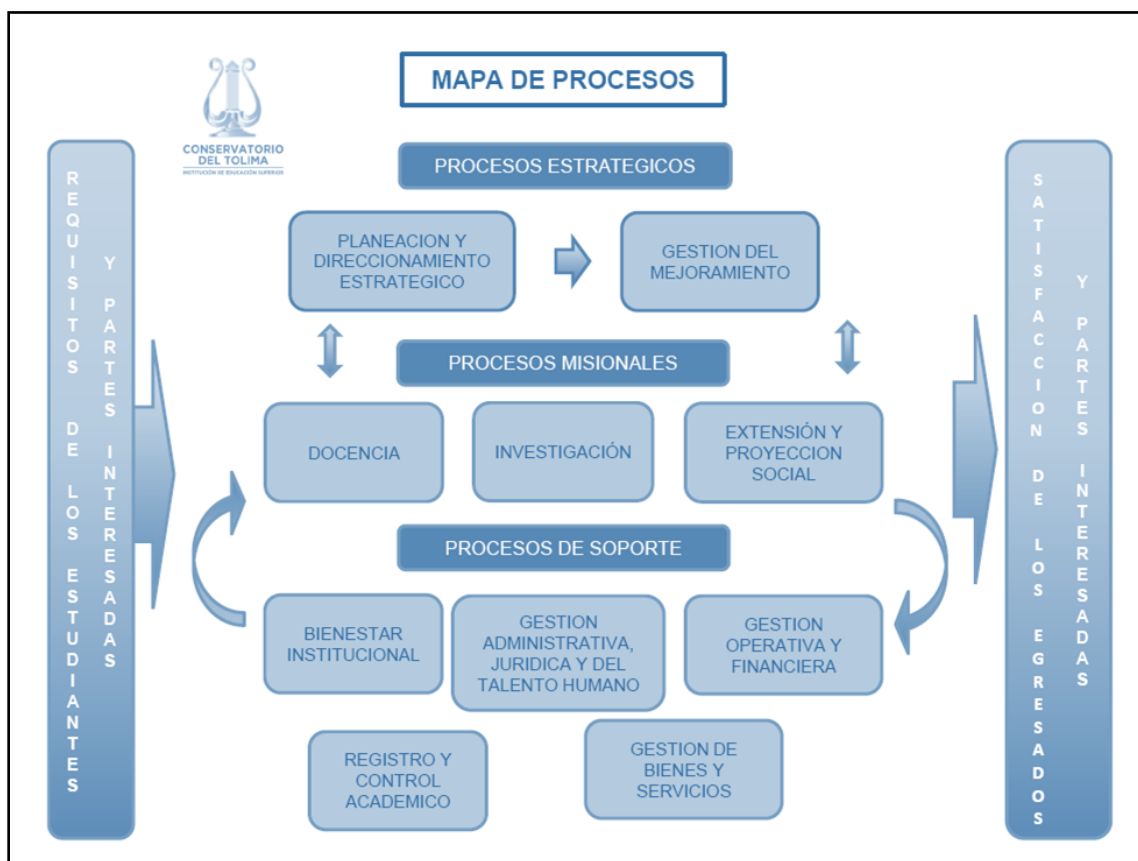 MAPA DE PROCESOS
CONSERVATORIO
DEL TOLIMA
INSTITUCIÓN DE EDUCACIÓN SUPERIOR
REQUISITOS DE LOS ESTUDIANTES
Y PARTES INTERESADAS
PROCESOS ESTRATEGICOS
PLANEACION Y
DIRECCIONAMIENTO
ESTRATEGICO
GESTION DEL
MEJORAMIENTO
PROCESOS MISIONALES
DOCENCIA
INVESTIGACIÓN
EXTENSIÓN Y
PROYECCION
SOCIAL
PROCESOS DE SOPORTE
BIENESTAR
INSTITUCIONAL
GESTION
ADMINISTRATIVA,
JURIDICA Y DEL
TALENTO HUMANO
GESTION
OPERATIVA Y
FINANCIERA
REGISTRO Y
CONTROL
ACADEMICO
GESTION DE
BIENES Y
SERVICIOS
SATISFACCION DE LOS EGRESADOS
Y PARTES INTERESADAS